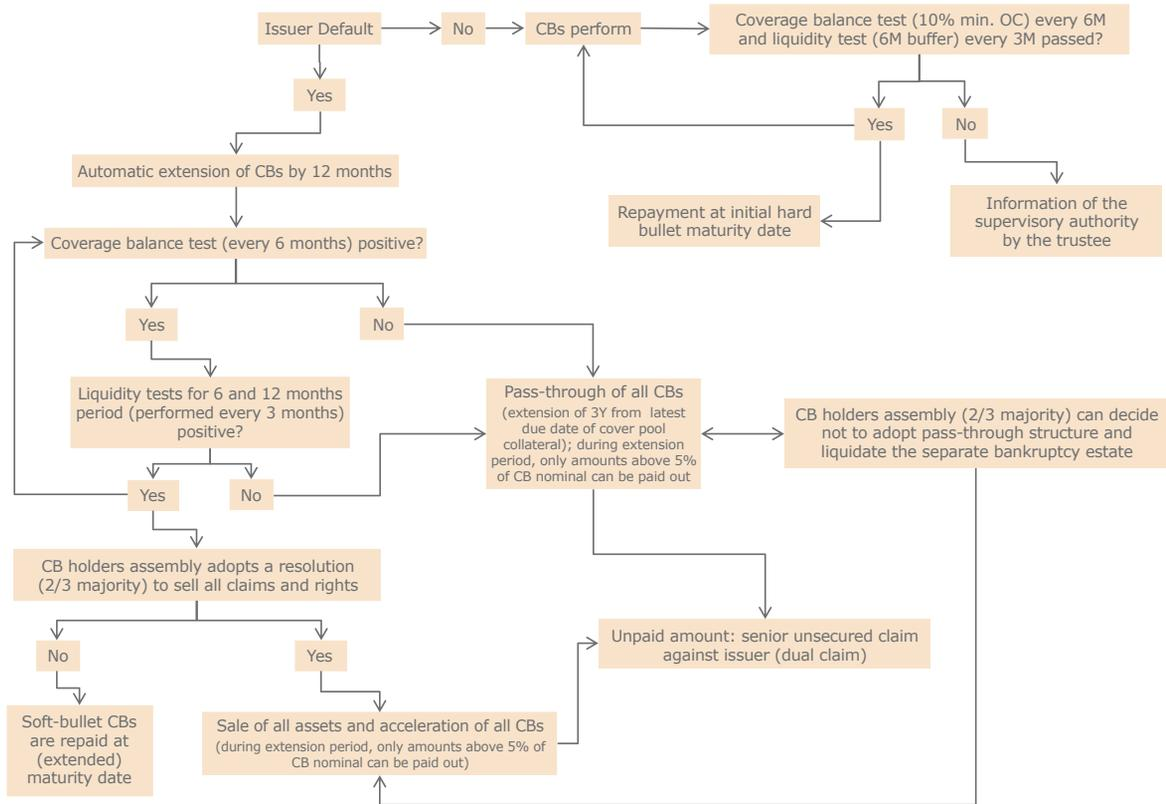 Issuer Default
No
CBs perform
Coverage balance test (10% min. OC) every 6M
and liquidity test (6M buffer) every 3M passed?
Yes
Yes
No
Automatic extension of CBs by 12 months
Repayment at initial hard
bullet maturity date
Information of the
supervisory authority
by the trustee
Coverage balance test (every 6 months) positive?
Yes
No
Liquidity tests for 6 and 12 months
period (performed every 3 months)
positive?
Pass-through of all CBs
(extension of 3Y from latest
due date of cover pool
collateral); during extension
period, only amounts above 5%
of CB nominal can be paid out
CB holders assembly (2/3 majority) can decide
not to adopt pass-through structure and
liquidate the separate bankruptcy estate
Yes
No
CB holders assembly adopts a resolution
(2/3 majority) to sell all claims and rights
No
Yes
Unpaid amount: senior unsecured claim
against issuer (dual claim)
Soft-bullet CBs
are repaid at
(extended)
maturity date
Sale of all assets and acceleration of all CBs
(during extension period, only amounts above 5% of
CB nominal can be paid out)